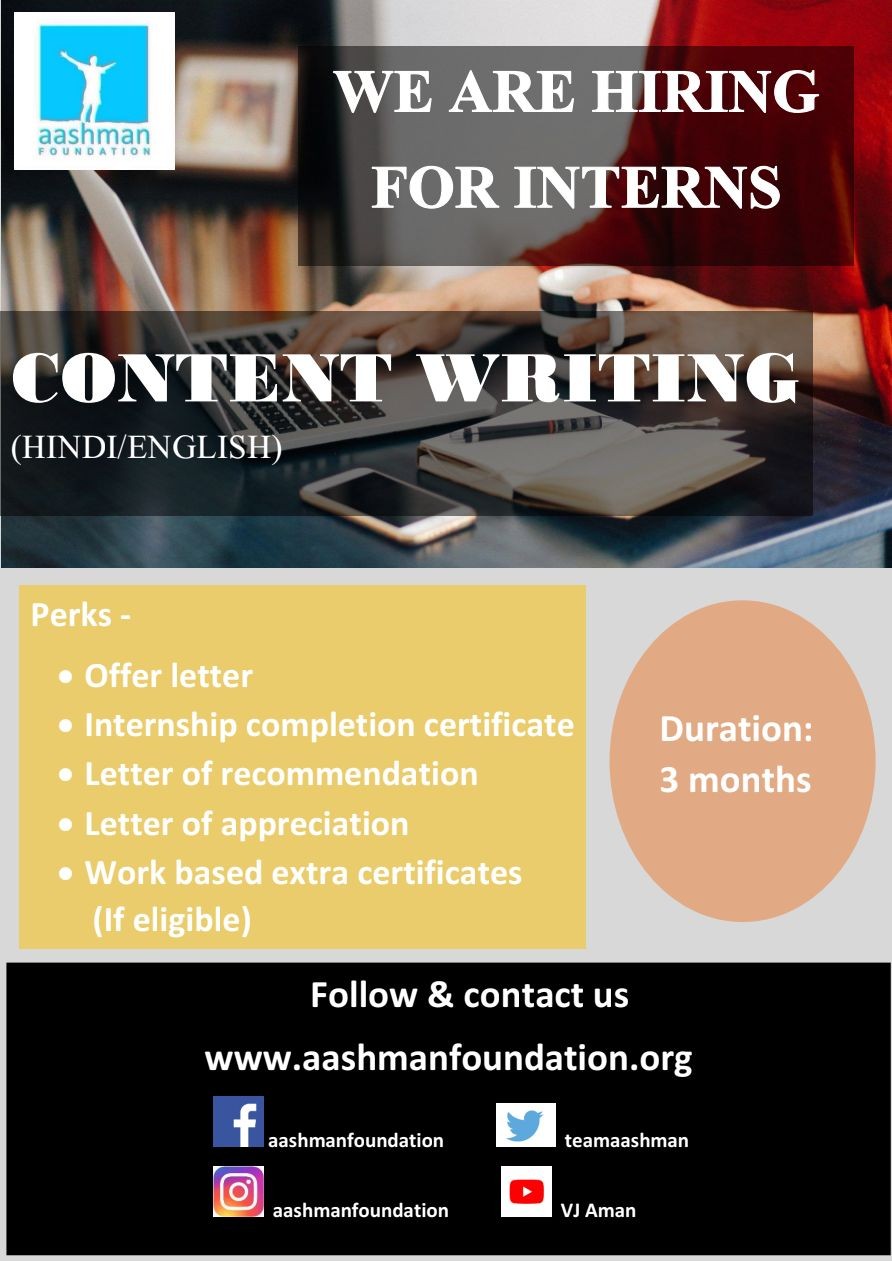 aashman
FOUNDATION
WE ARE HIRING
FOR INTERNS
CONTENT WRITING
(HINDI/ENGLISH)
Perks -
• Offer letter
• Internship completion certificate
• Letter of recommendation
• Letter of appreciation
• Work based extra certificates
(If eligible)
Duration:
3 months
Follow & contact us
www.aashmanfoundation.org
aashmanfoundation
teamaashman
aashmanfoundation
VJ Aman